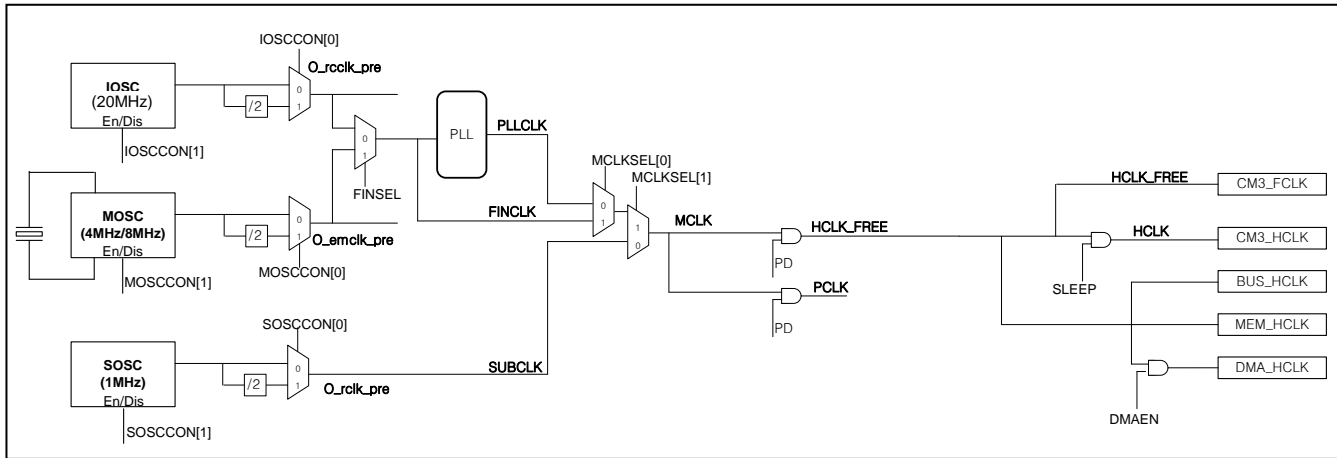 IOSCCON[0]
O_rcclk_pre
IOSC
(20MHz)
En/Dis
0
1
/2
IOSCCON[1]
PLL
PLLCLK
0
1
FINSEL
MCLKSEL[0]
MCLKSEL[1]
MOSC
(4MHz/8MHz)
En/Dis
0
1
/2
O_emclk_pre
MOSCCON[1]
MOSCCON[0]
FINCLK
0
1
1
0
MCLK
HCLK_FREE
PD
PCLK
PD
HCLK_FREE
CM3_FCLK
HCLK
CM3_HCLK
SLEEP
BUS_HCLK
MEM_HCLK
DMA_HCLK
DMAEN
SOSCCON[0]
SOSC
(1MHz)
En/Dis
0
1
/2
O_rclk_pre
SUBCLK
SOSCCON[1]